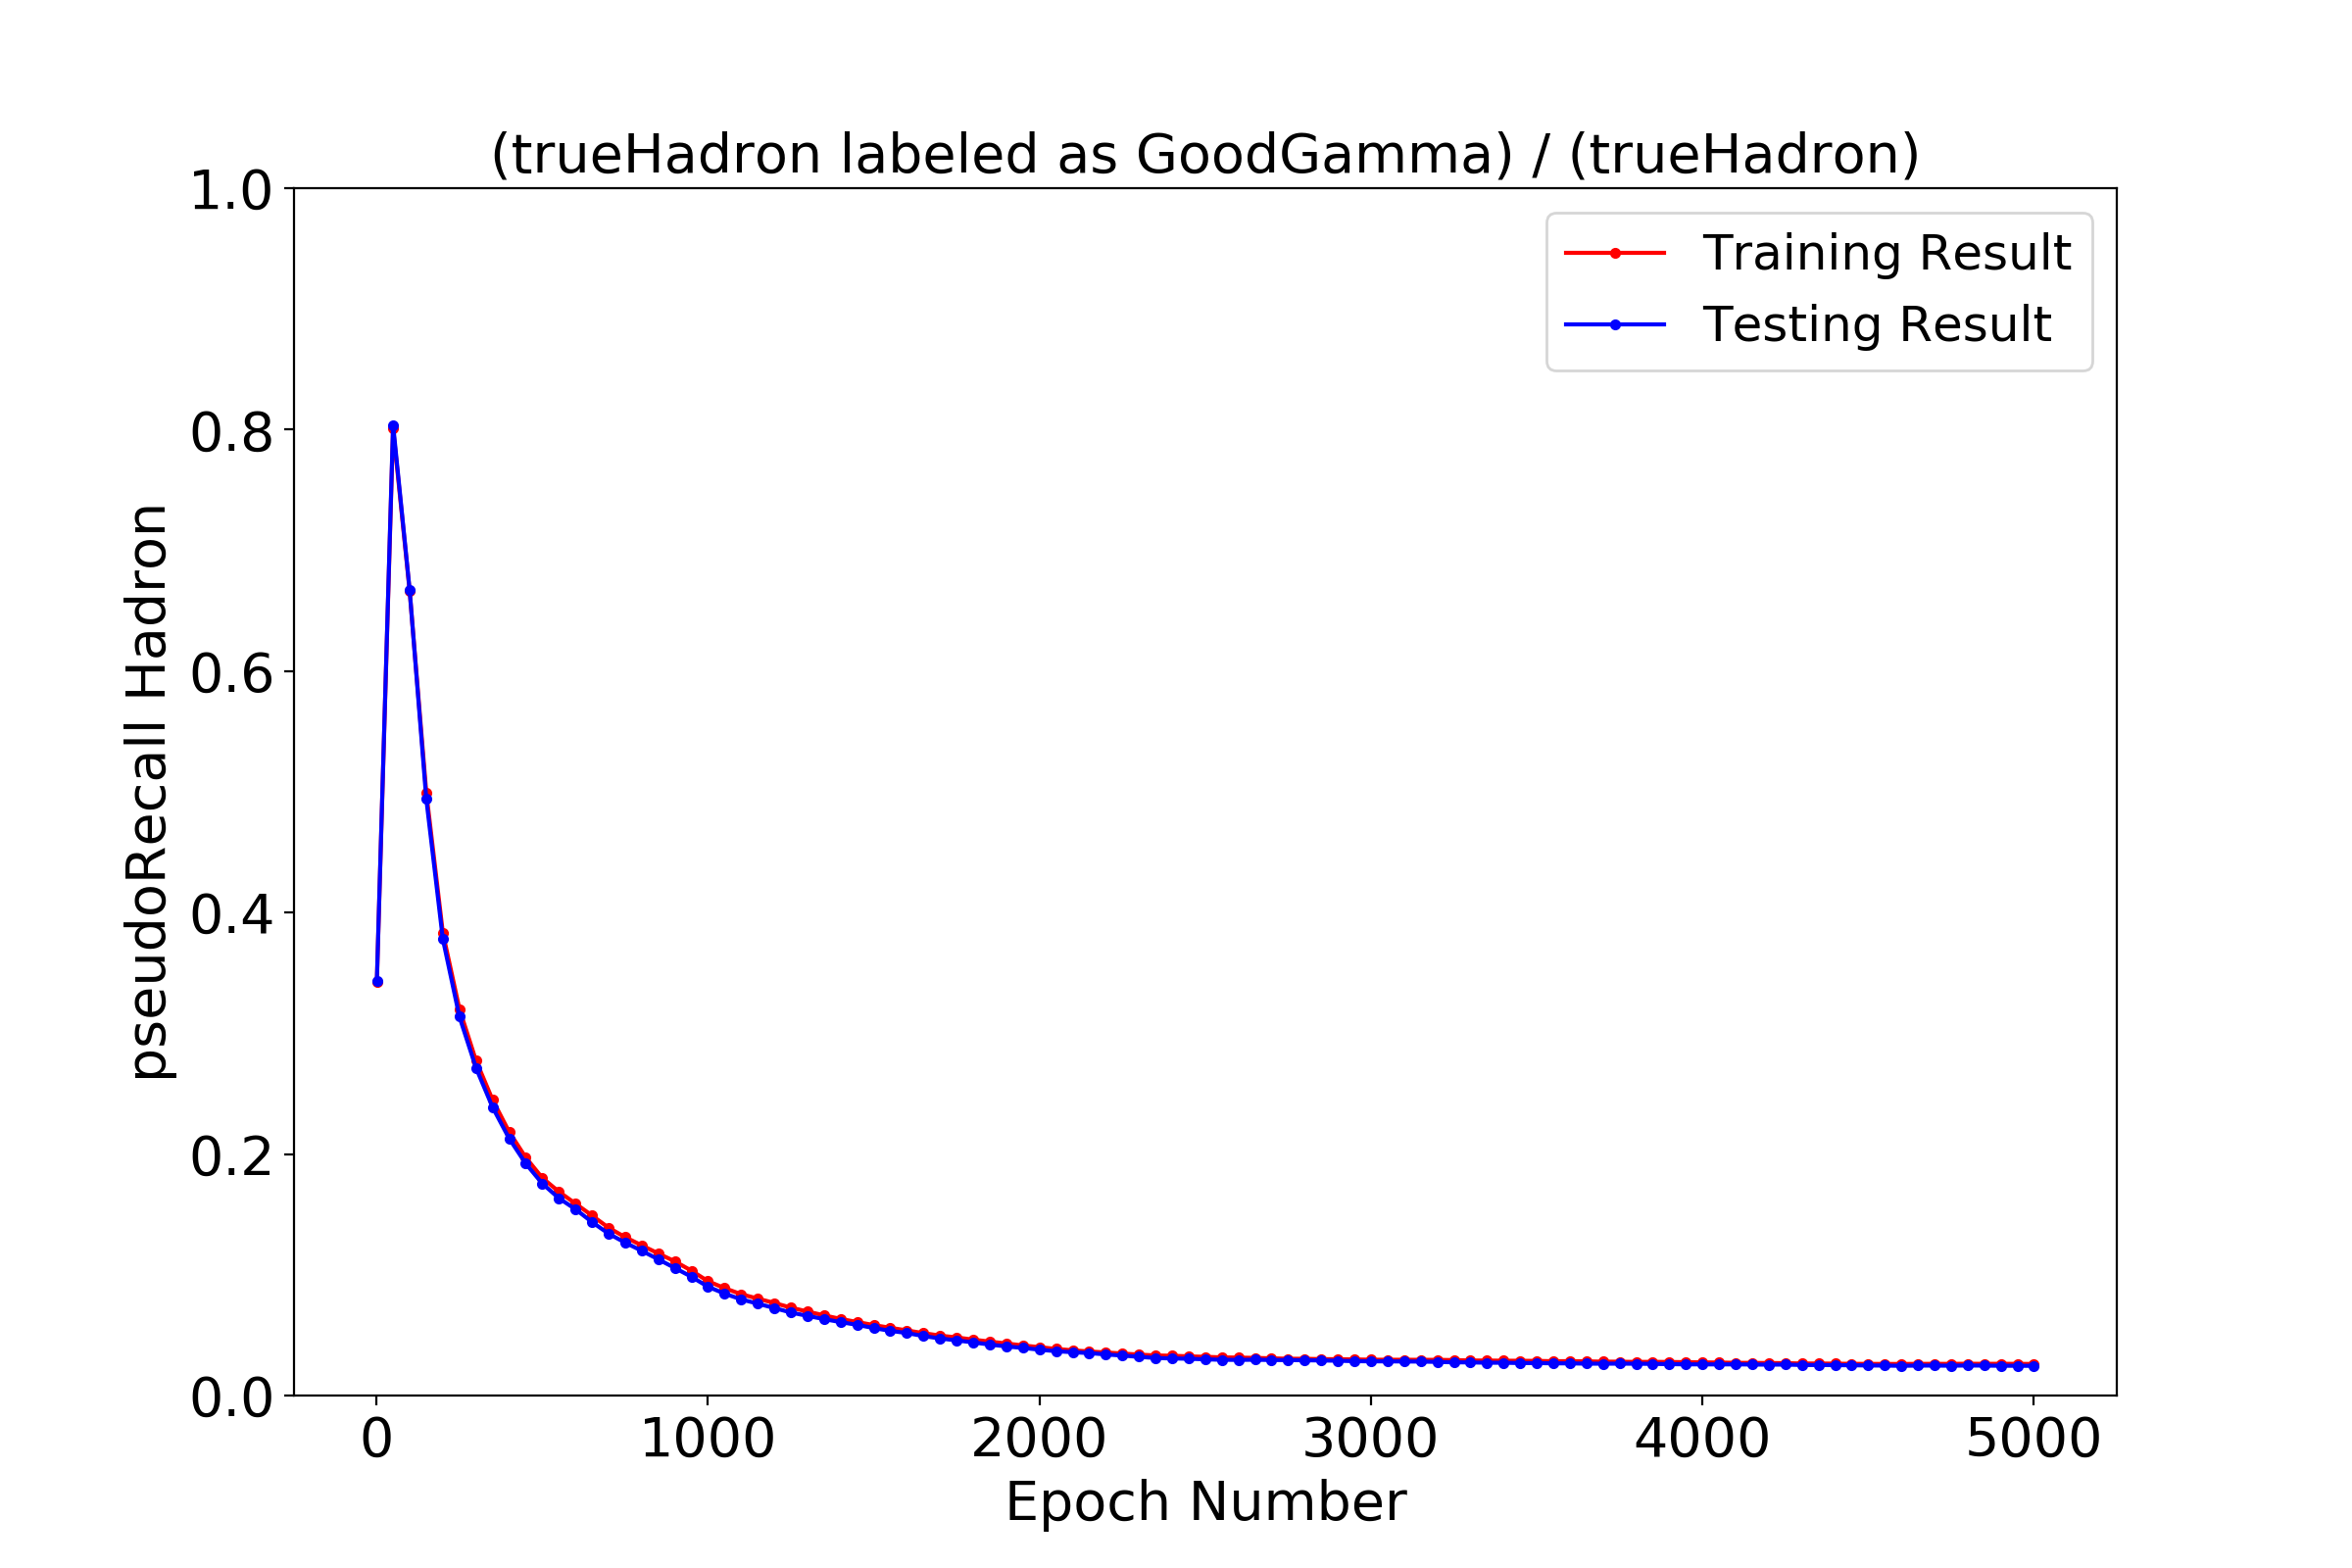 (trueHadron labeled as GoodGamma) / (trueHadron)
1.0
0.8
0.6
0.4
0.2
0.0
pseudoRecall Hadron
Training Result
Testing Result
0 1000 2000 3000 4000 5000
Epoch Number